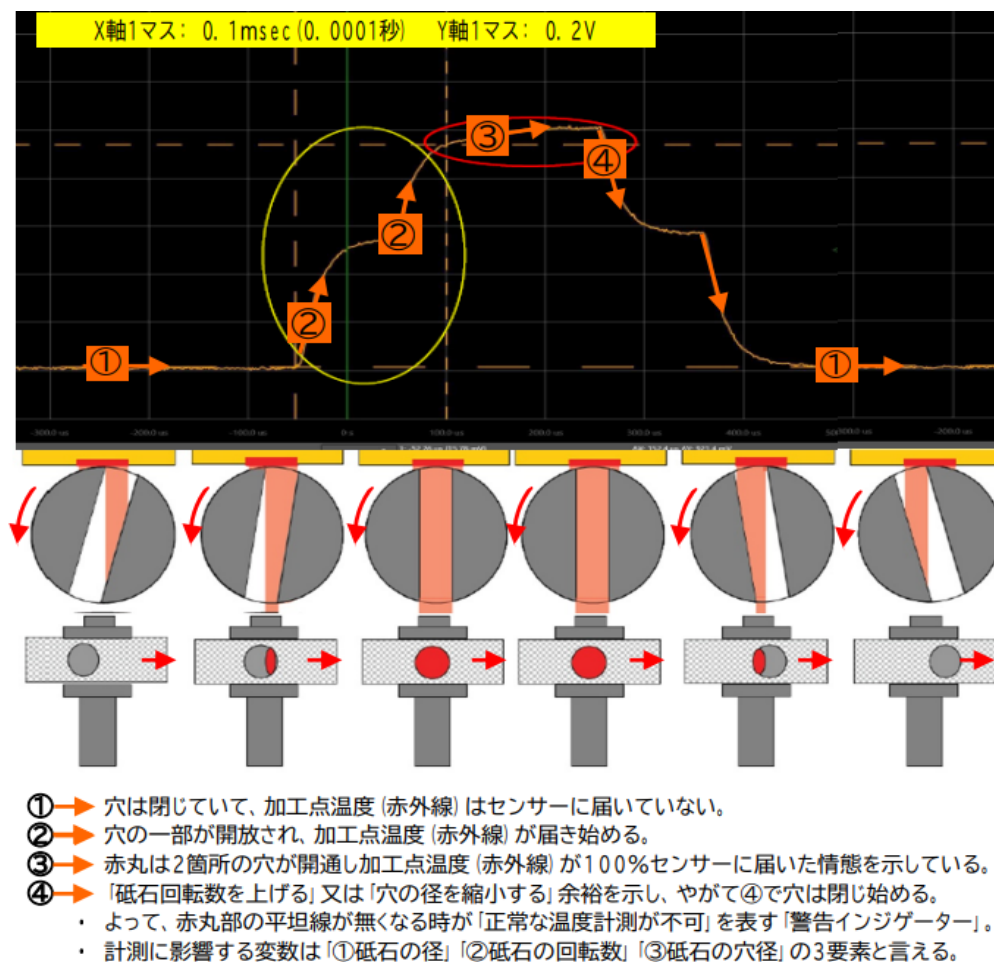 X軸1マス: 0.1msec(0.0001秒) Y軸1マス: 0.2V
③
④
②
②
①
①
-300.0 us -200.0 us -100.0 us 0 s 100.0 us 200.0 us 300.0 us 400.0 us -200.0 us
①→ 穴は閉じていて、加工点温度(赤外線)はセンサーに届いていない。
②→ 穴の一部が開放され、加工点温度(赤外線)が届き始める。
③→ 赤丸は2箇所の穴が開通し加工点温度(赤外線)が100%センサーに届いた情態を示している。
④→ 「砥石回転数を上げる」又は「穴の径を縮小する」余裕を示し、やがて④で穴は閉じ始める。
・ よって、赤丸部の平坦線が無くなる時が「正常な温度計測が不可」を表す「警告インジゲーター」。
・ 計測に影響する変数は「①砥石の径」「②砥石の回転数」「③砥石の穴径」の3要素と言える。